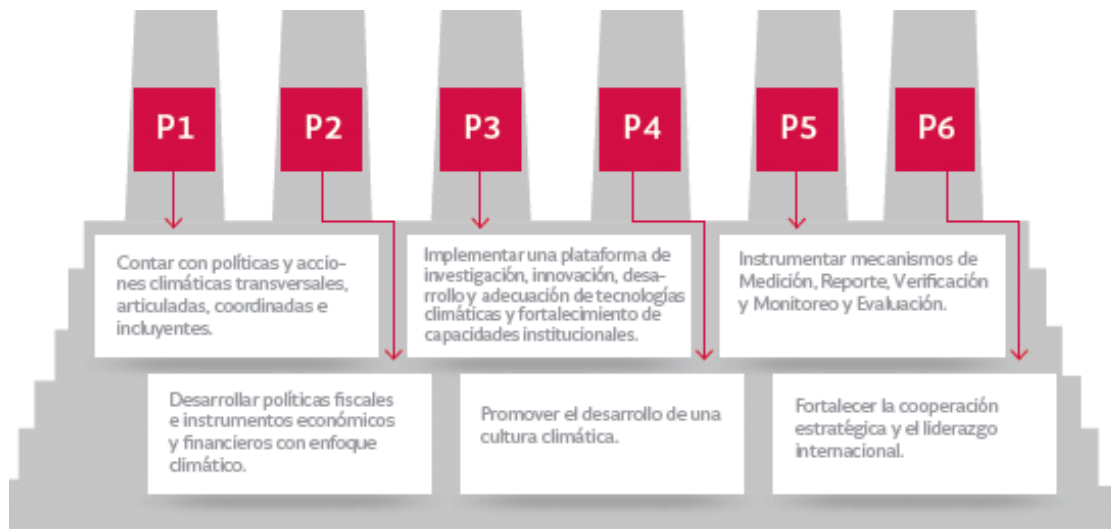 P1
P2
P3
P4
P5
P6
Contar con políticas y accio-
nes climáticas transversales,
articuladas, coordinadas e
incluyentes.
Implementar una plataforma de
investigación, innovación, desa-
rrollo y adecuación de tecnologías
climáticas y fortalecimiento de
capacidades institucionales.
Instrumentar mecanismos de
Medición, Reporte, Verificación
y Monitoreo y Evaluación.
Desarrollar políticas fiscales
e instrumentos económicos
y financieros con enfoque
climático.
Promover el desarrollo de una
cultura climática.
Fortalecer la cooperación
estratégica y el liderazgo
internacional.